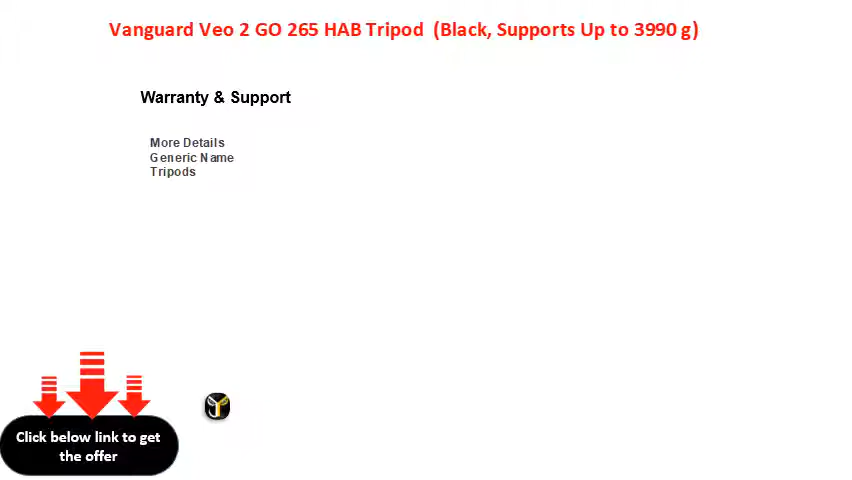 Vanguard Veo 2 GO 265 HAB Tripod (Black, Supports Up to 3990 g)
Warranty & Support
More Details
Generic Name
Tripods
Click below link to get
the offer